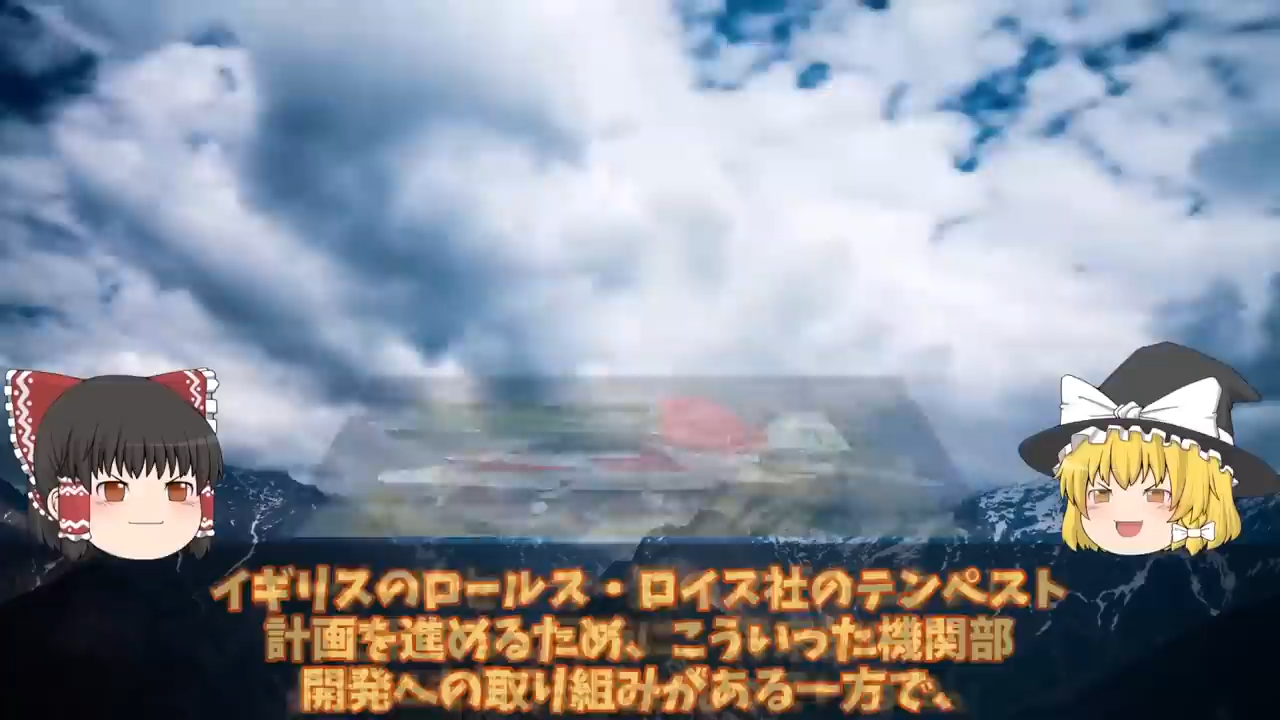 イギリスのロールス・ロイス社のテンペスト
計画を進めるため、こういった機関部
開発への取り組みがある一方で、